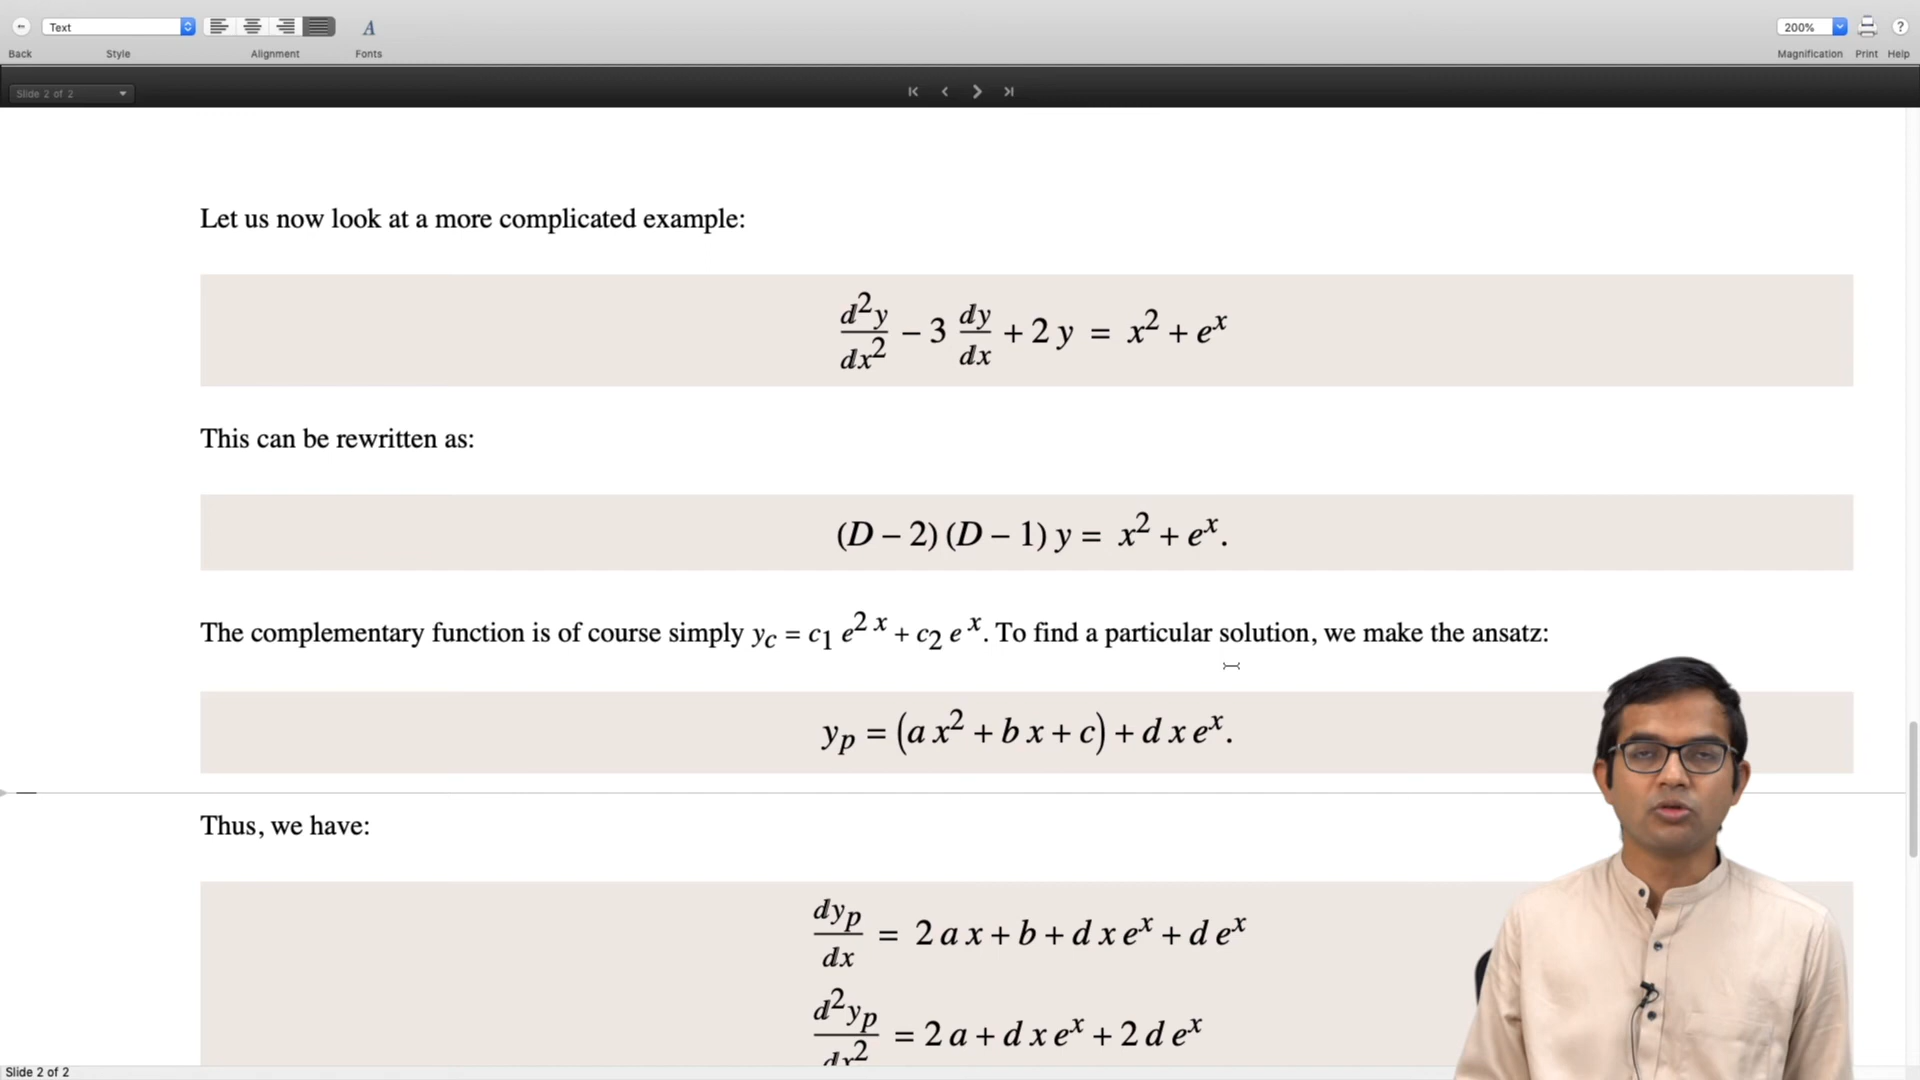 Text
200%
Back
Style
Alignment
Fonts
Magnification
Print
Help
Slide 2 of 2
Let us now look at a more complicated example:
d²y/dx² − 3 dy/dx + 2 y = x² + eˣ
This can be rewritten as:
(D − 2) (D − 1) y = x² + eˣ.
The complementary function is of course simply y_c = c₁ e^{2 x} + c₂ e^x. To find a particular solution, we make the ansatz:
y_p = (a x² + b x + c) + d x eˣ.
Thus, we have:
dy_p/dx = 2 a x + b + d x eˣ + d eˣ
d²y_p/dx² = 2 a + d x eˣ + 2 d eˣ
Slide 2 of 2